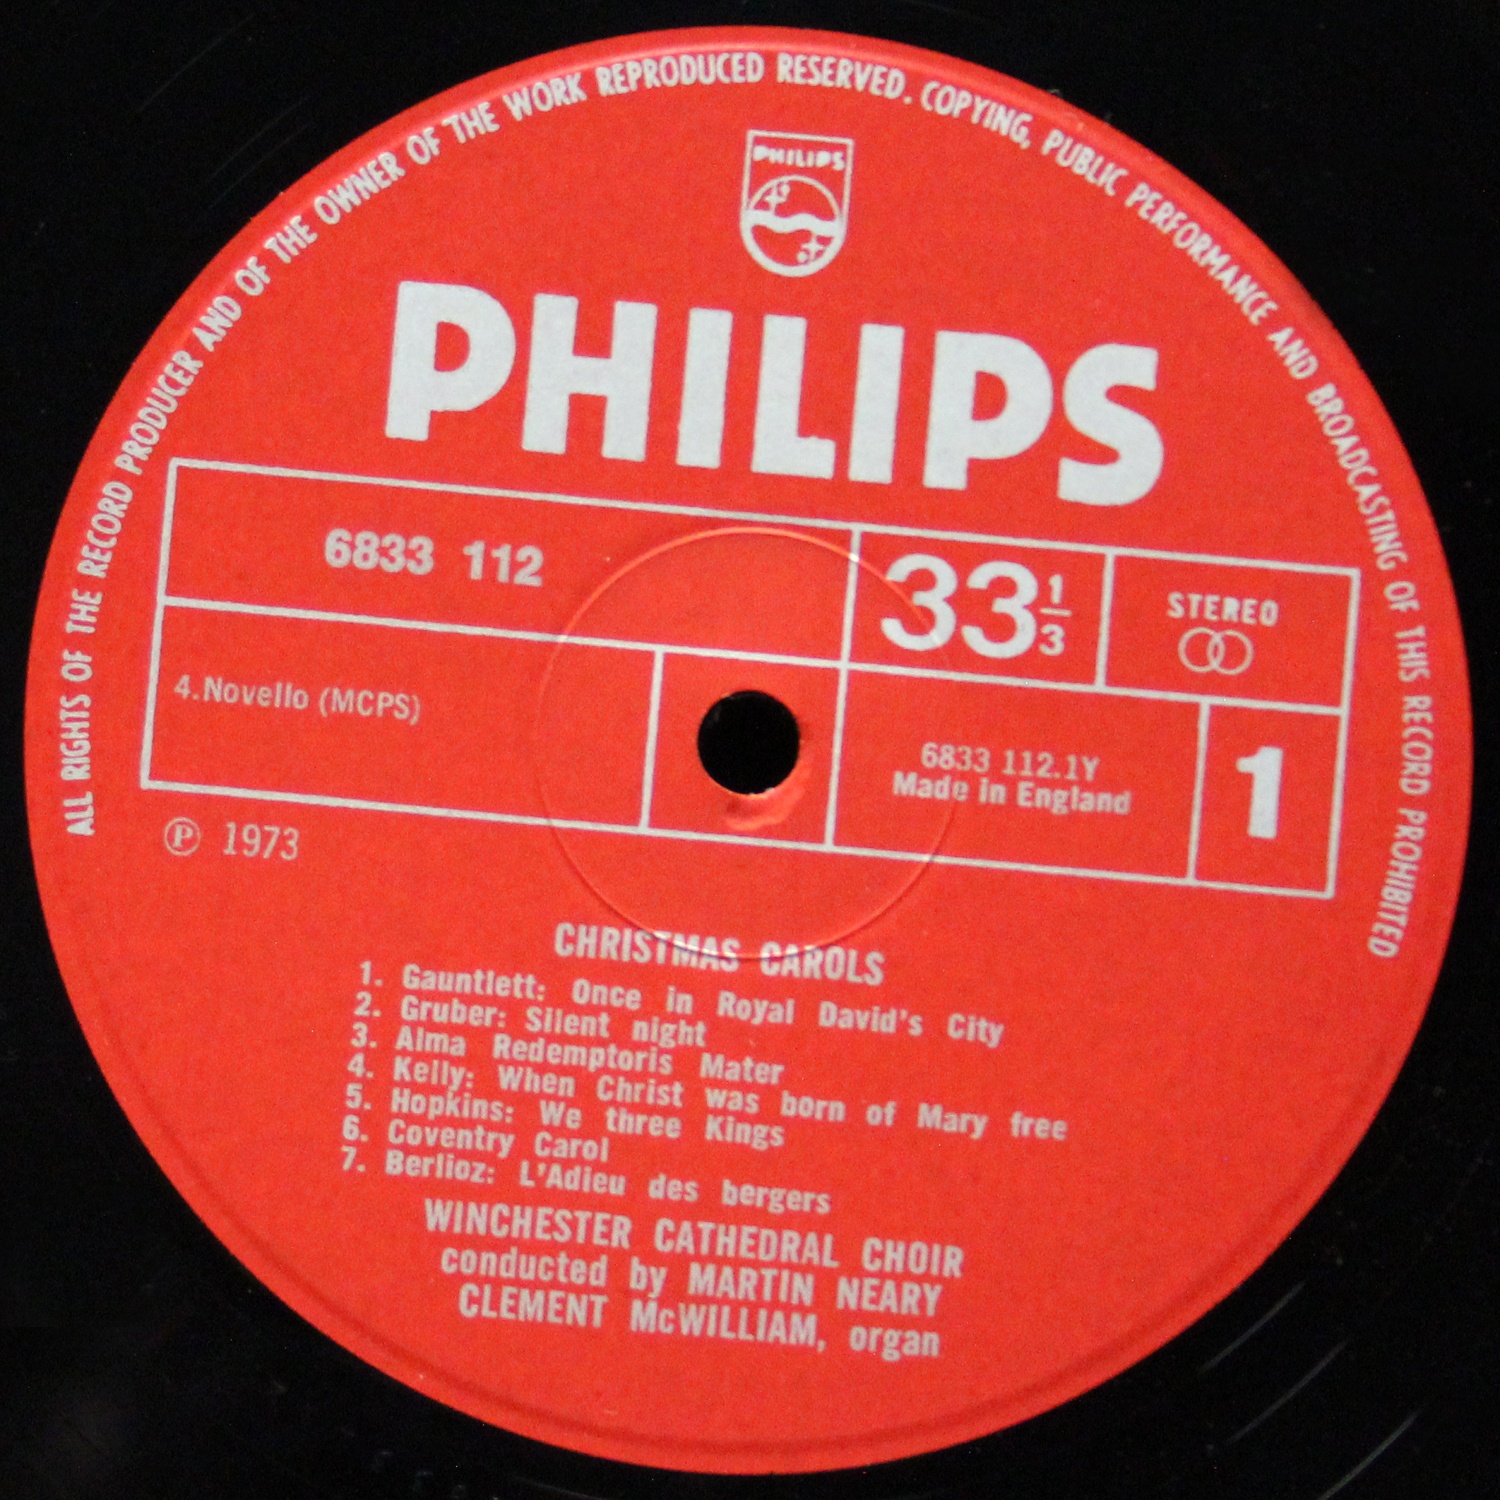 ALL RIGHTS OF THE RECORD PRODUCER AND OF THE OWNER OF THE WORK REPRODUCED RESERVED. COPYING, PUBLIC PERFORMANCE AND BROADCASTING OF THIS RECORD PROHIBITED
PHILIPS
PHILIPS
6833 112
33 1/3
STEREO
4.Novello (MCPS)
6833 112.1Y
Made in England
1
Ⓟ 1973
CHRISTMAS CAROLS
1. Gauntlett: Once in Royal David's City
2. Gruber: Silent night
3. Alma Redemptoris Mater
4. Kelly: When Christ was born of Mary free
5. Hopkins: We three Kings
6. Coventry Carol
7. Berlioz: L'Adieu des bergers
WINCHESTER CATHEDRAL CHOIR
conducted by MARTIN NEARY
CLEMENT McWILLIAM, organ